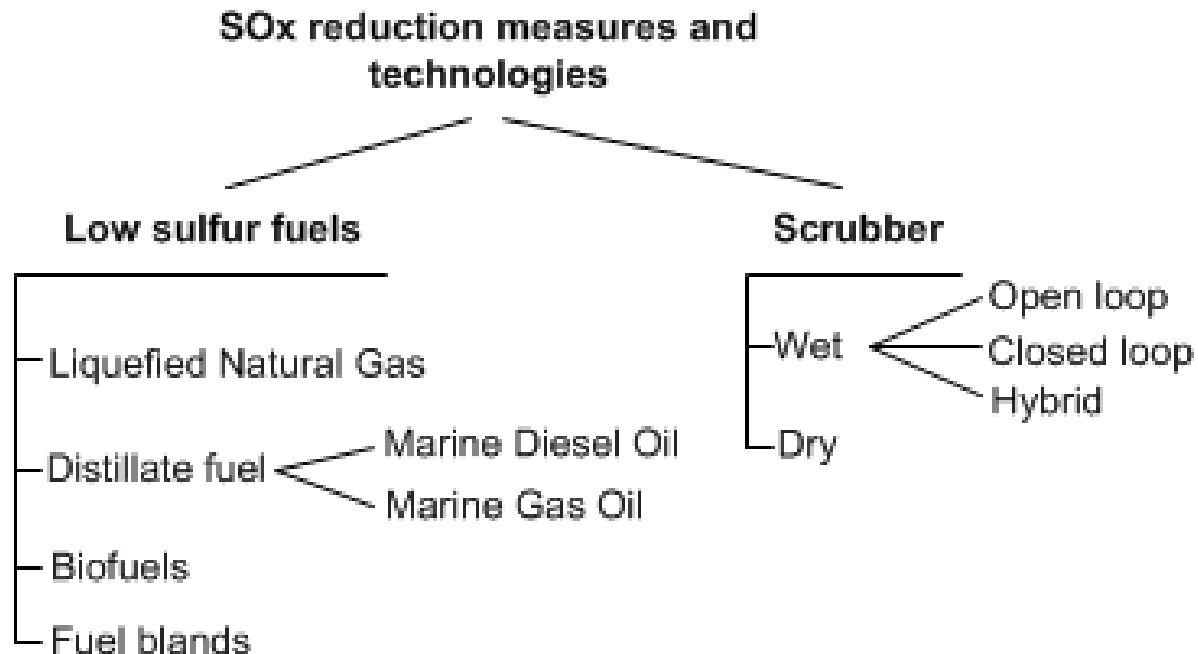 SOx reduction measures and
technologies
Low sulfur fuels
Liquefied Natural Gas
Distillate fuel
Marine Diesel Oil
Marine Gas Oil
Biofuels
Fuel blands
Scrubber
Wet
Open loop
Closed loop
Hybrid
Dry